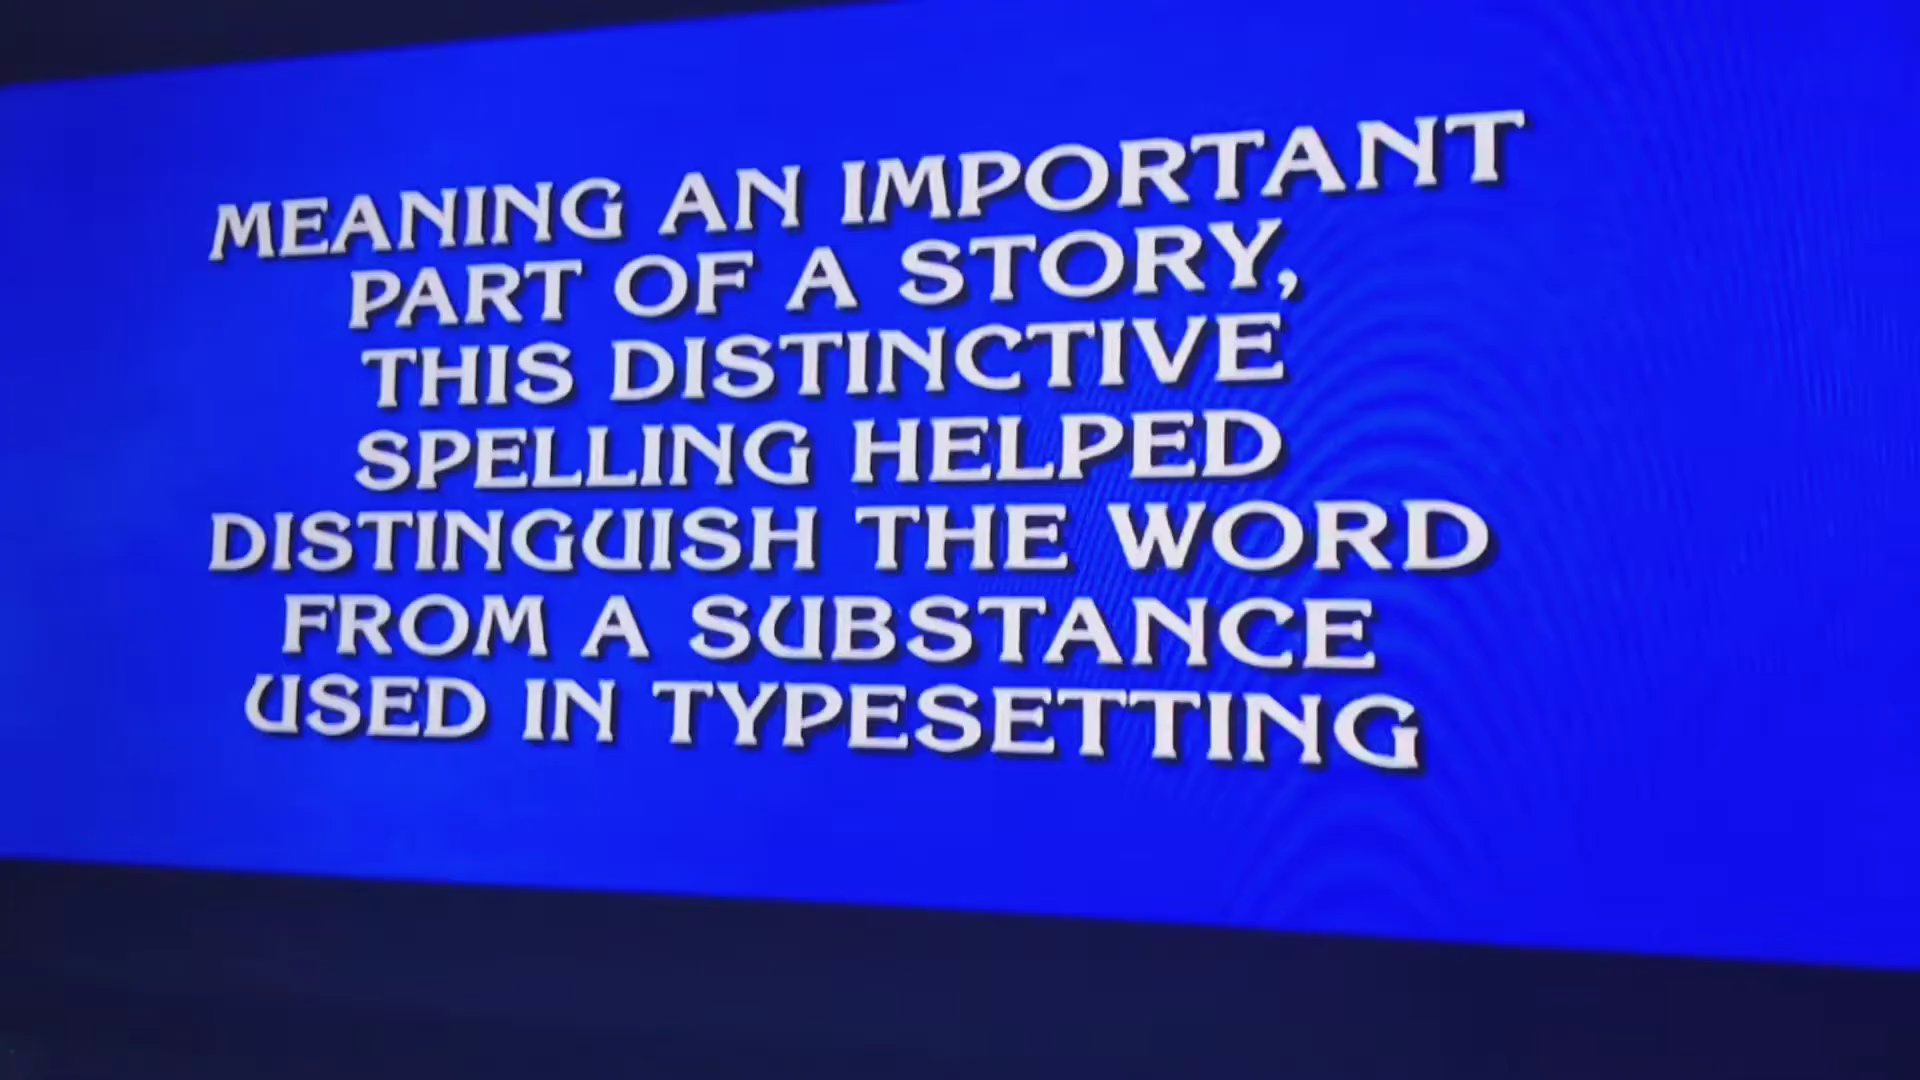 MEANING AN IMPORTANT
PART OF A STORY,
THIS DISTINCTIVE
SPELLING HELPED
DISTINGUISH THE WORD
FROM A SUBSTANCE
USED IN TYPESETTING